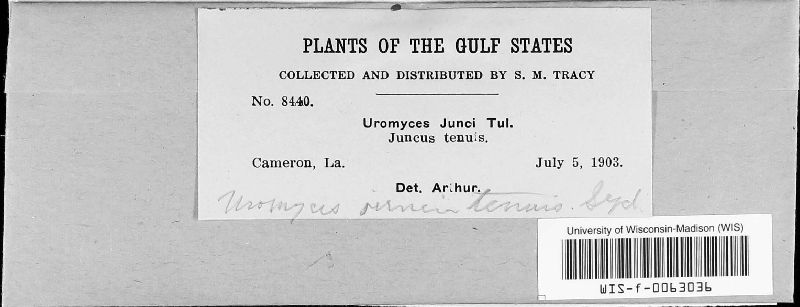 PLANTS OF THE GULF STATES
COLLECTED AND DISTRIBUTED BY S. M. TRACY
No. 8440.
Uromyces Junci Tul.
Juncus tenuis.
Cameron, La. July 5, 1903.
Det. Arthur.
Uromyces tenuis. Syd
University of Wisconsin-Madison (WIS)
WIS-f-0063036